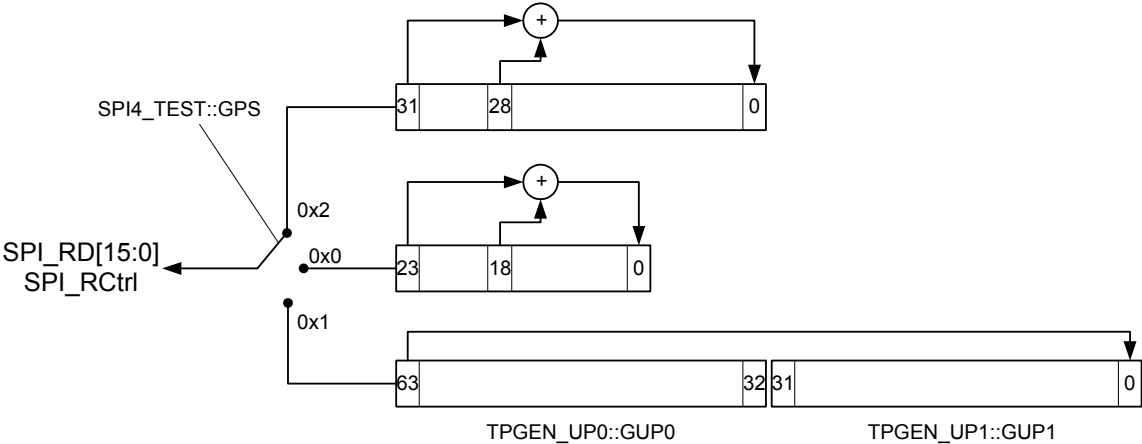 +
31 28 0
SPI4_TEST::GPS
+
0x2
SPI_RD[15:0]
SPI_RCtrl
0x0
23 18 0
0x1
63 32 31 0
TPGEN_UP0::GUP0 TPGEN_UP1::GUP1